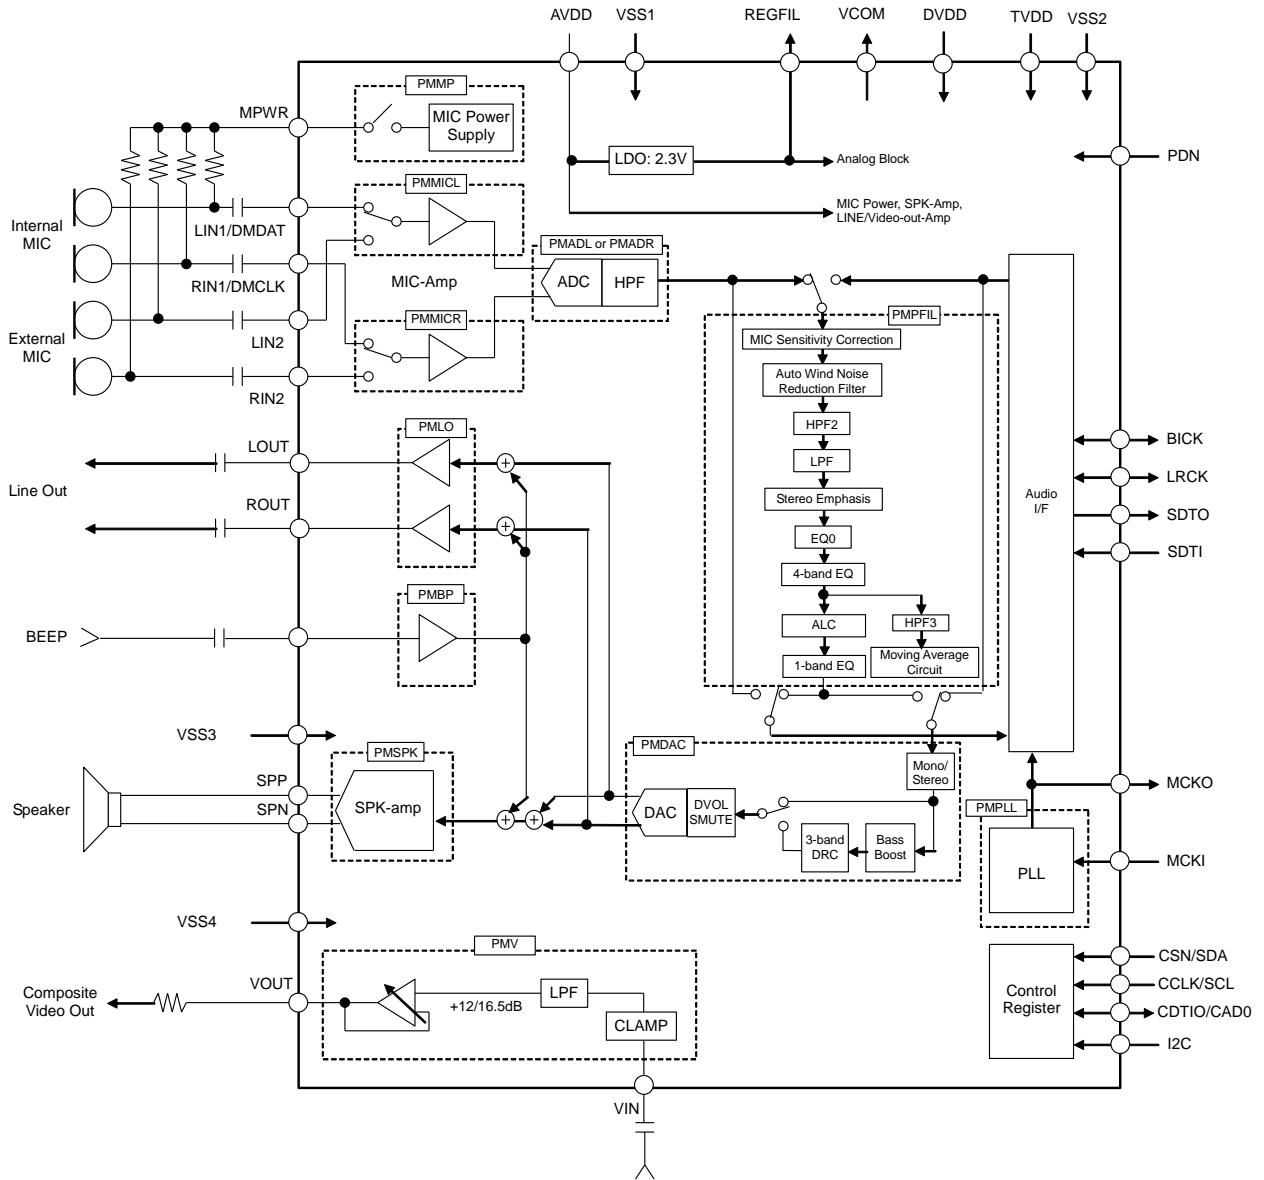 AVDD VSS1 REGFIL VCOM DVDD TVDD VSS2
PMMP
MPWR
MIC Power
Supply
LDO: 2.3V
Analog Block
PDN
PMMICL
MIC Power, SPK-Amp,
LINE/Video-out-Amp
Internal
MIC
LIN1/DMDAT
PMADL or PMADR
ADC
HPF
RIN1/DMCLK
MIC-Amp
PMMICR
PMPFIL
External
MIC
LIN2
MIC Sensitivity Correction
Auto Wind Noise
Reduction Filter
RIN2
HPF2
LPF
Stereo Emphasis
EQ0
4-band EQ
ALC
HPF3
1-band EQ
Moving Average
Circuit
Audio
I/F
BICK
LRCK
SDTO
SDTI
PMLO
LOUT
Line Out
ROUT
PMBP
BEEP
VSS3
PMSPK
PMDAC
SPP
Speaker
SPN
SPK-amp
DAC
DVOL
SMUTE
Mono/
Stereo
3-band
DRC
Bass
Boost
MCKO
PMPLL
PLL
MCKI
VSS4
PMV
VOUT
Composite
Video Out
+12/16.5dB
LPF
CLAMP
VIN
Control
Register
CSN/SDA
CCLK/SCL
CDTIO/CAD0
I2C